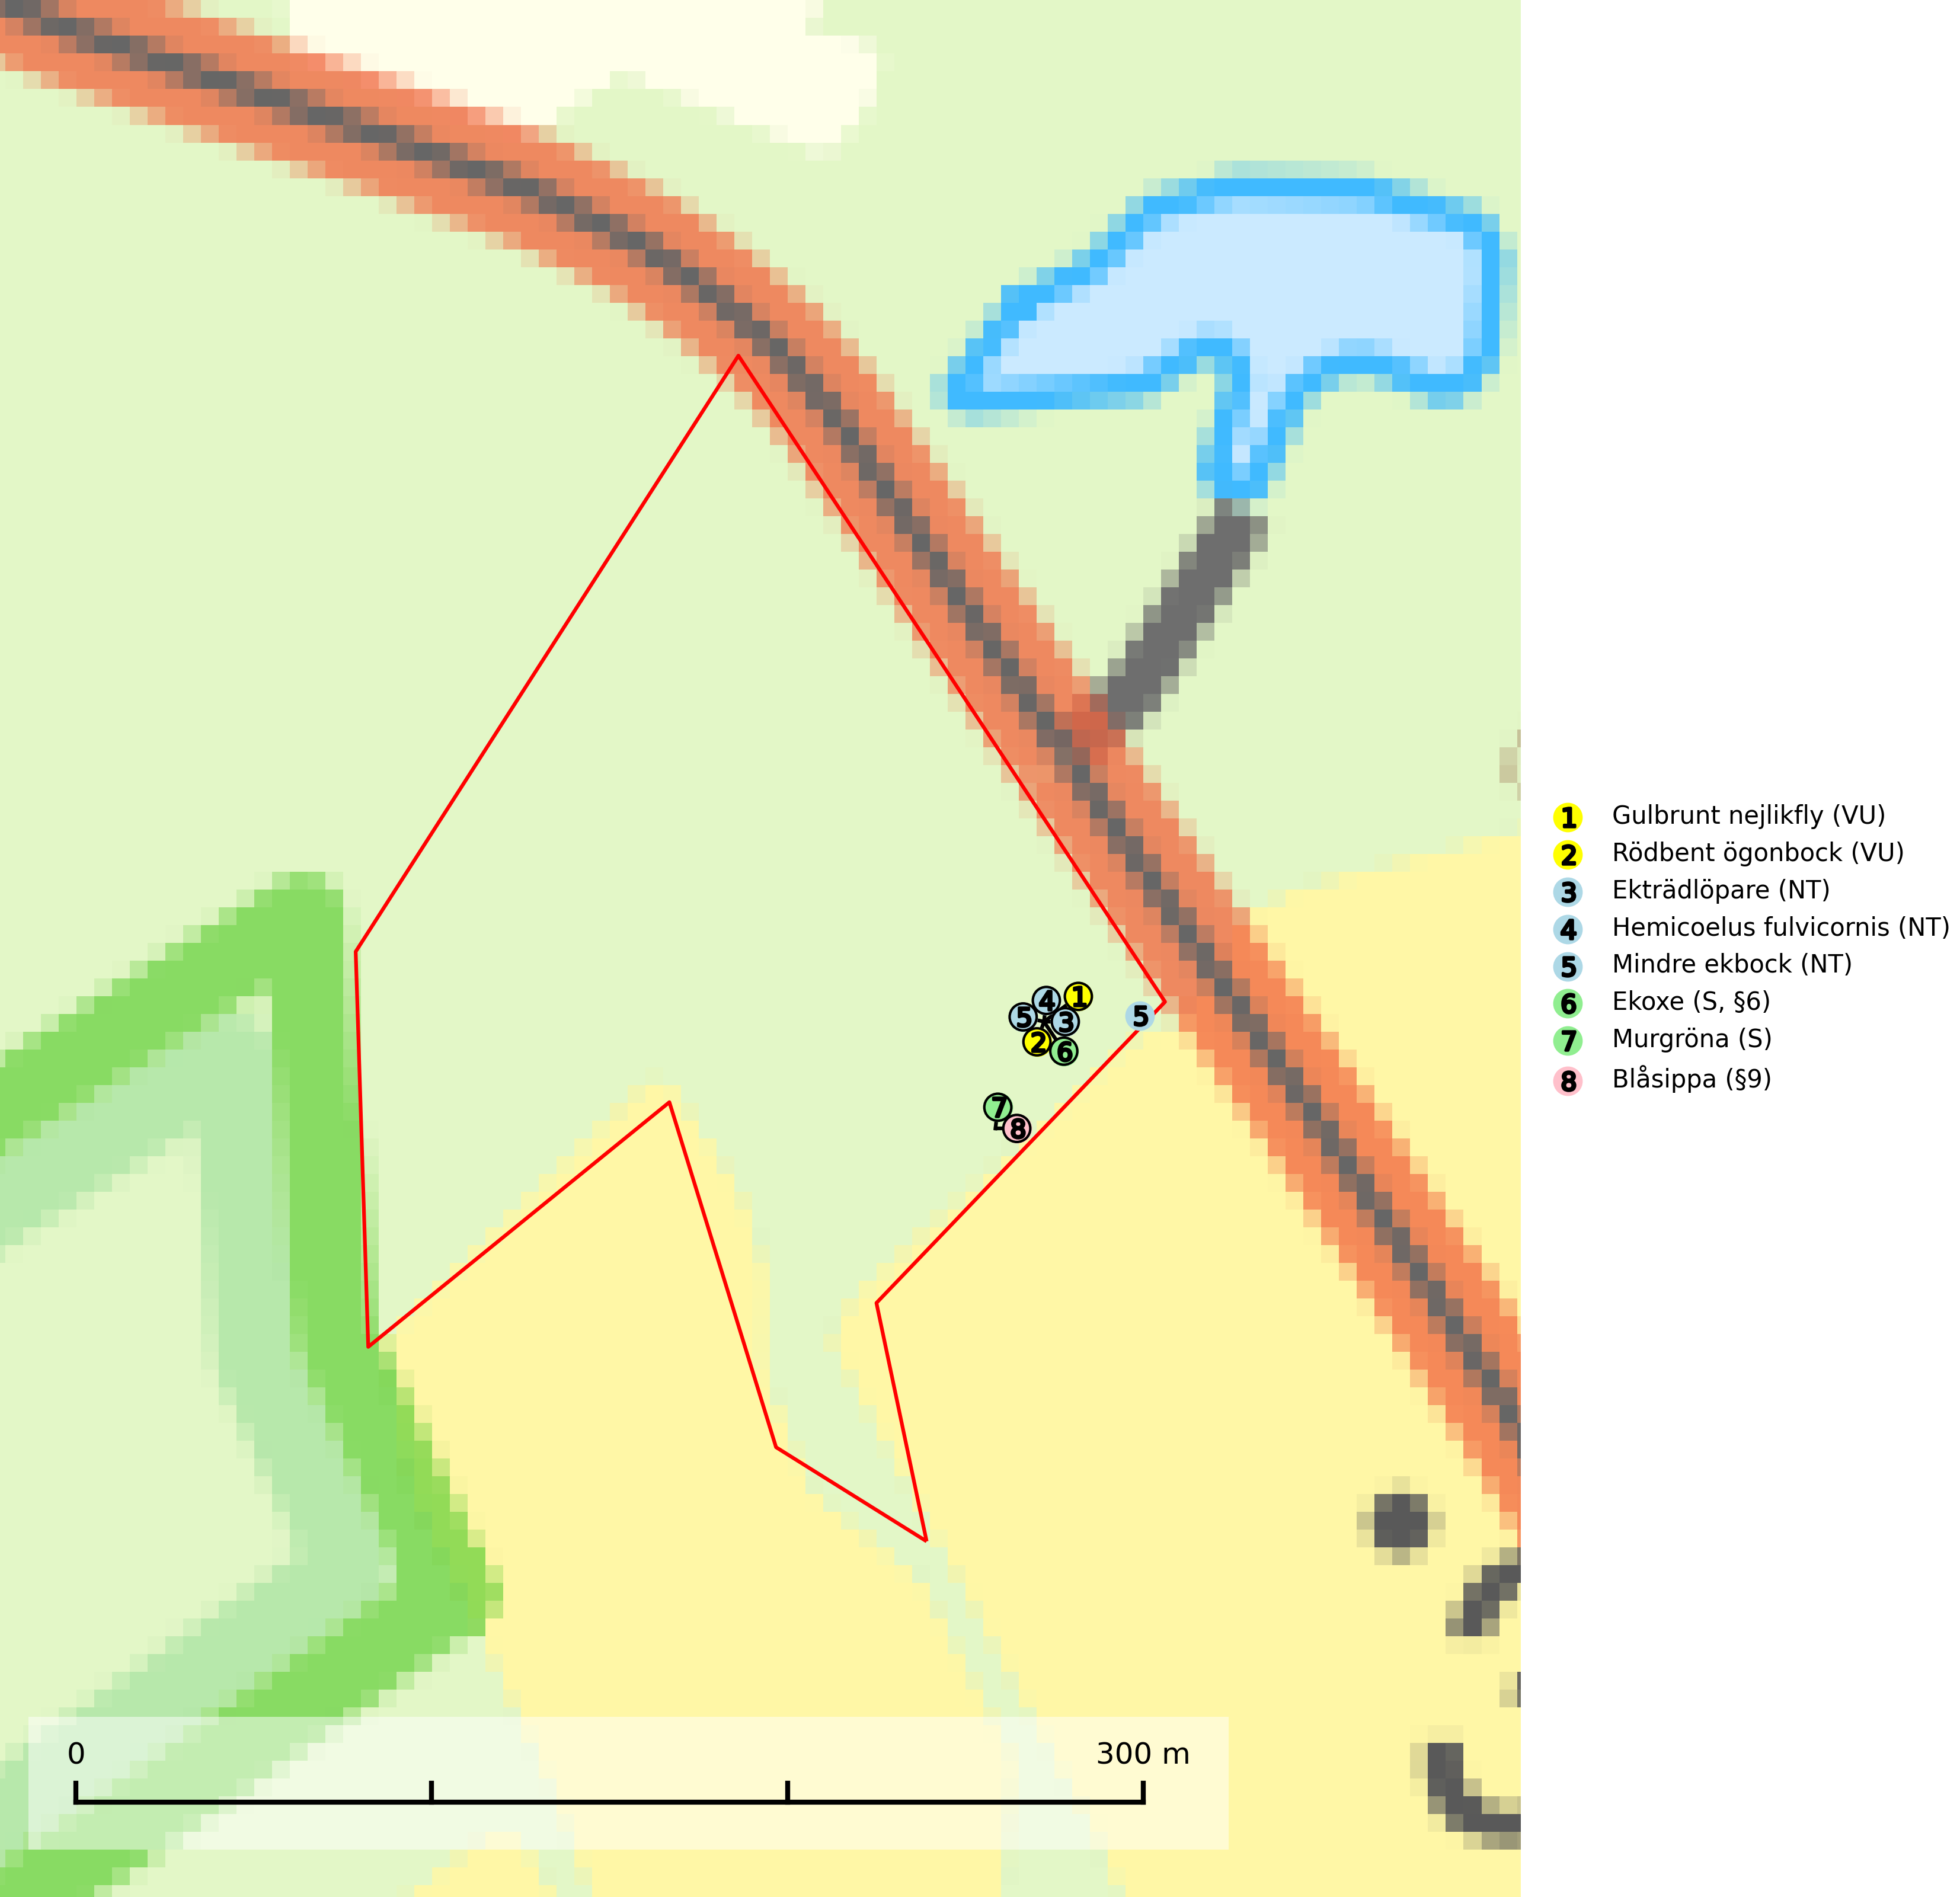 4 1
5 3 5
2 6
7
8
1 Gulbrunt nejlikfly (VU)
2 Rödbent ögonbock (VU)
3 Ekträdlöpare (NT)
4 Hemicoelus fulvicornis (NT)
5 Mindre ekbock (NT)
6 Ekoxe (S, §6)
7 Murgröna (S)
8 Blåsippa (§9)
0 300 m